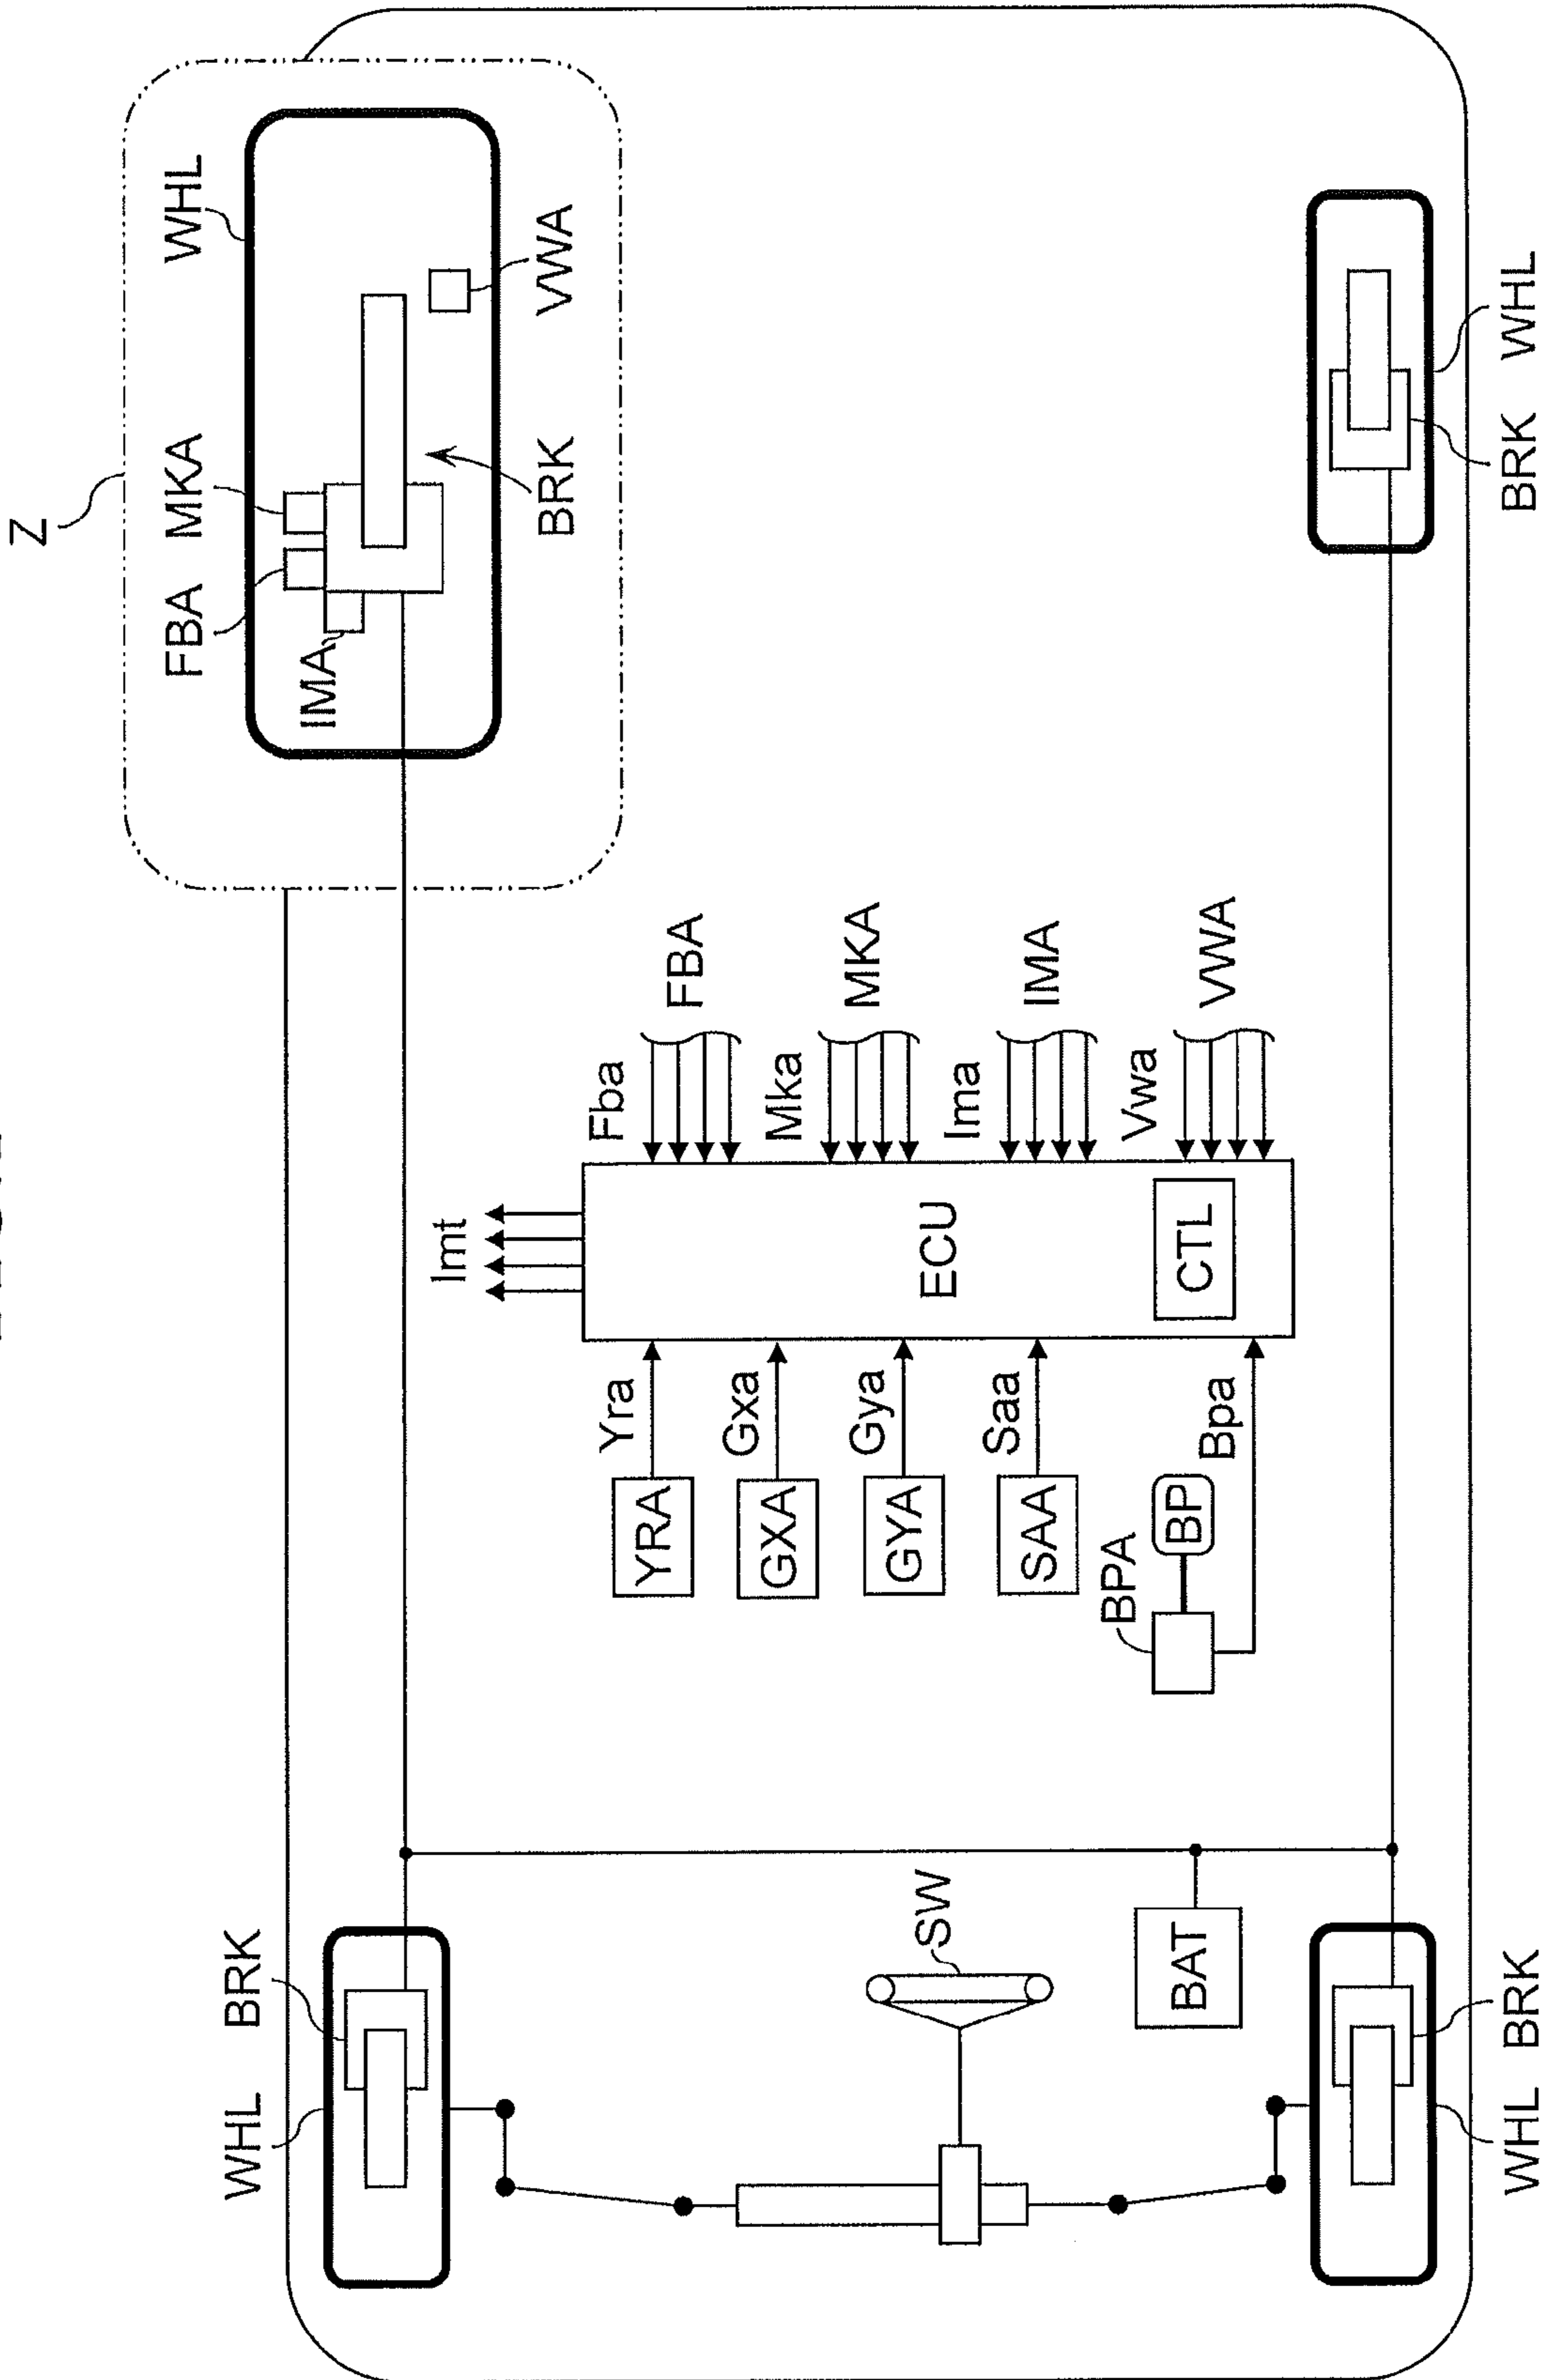 Z
FBA MKA WHL
WHL BRK
IMA
Imt
BRK VWA
Yra Fba
YRA FBA
Gxa Mka
GXA MKA
Gya
GYA
SW
ECU
Ima
Saa
SAA IMA
BPA Vwa
BAT BP CTL
Bpa VWA
WHL BRK BRK WHL